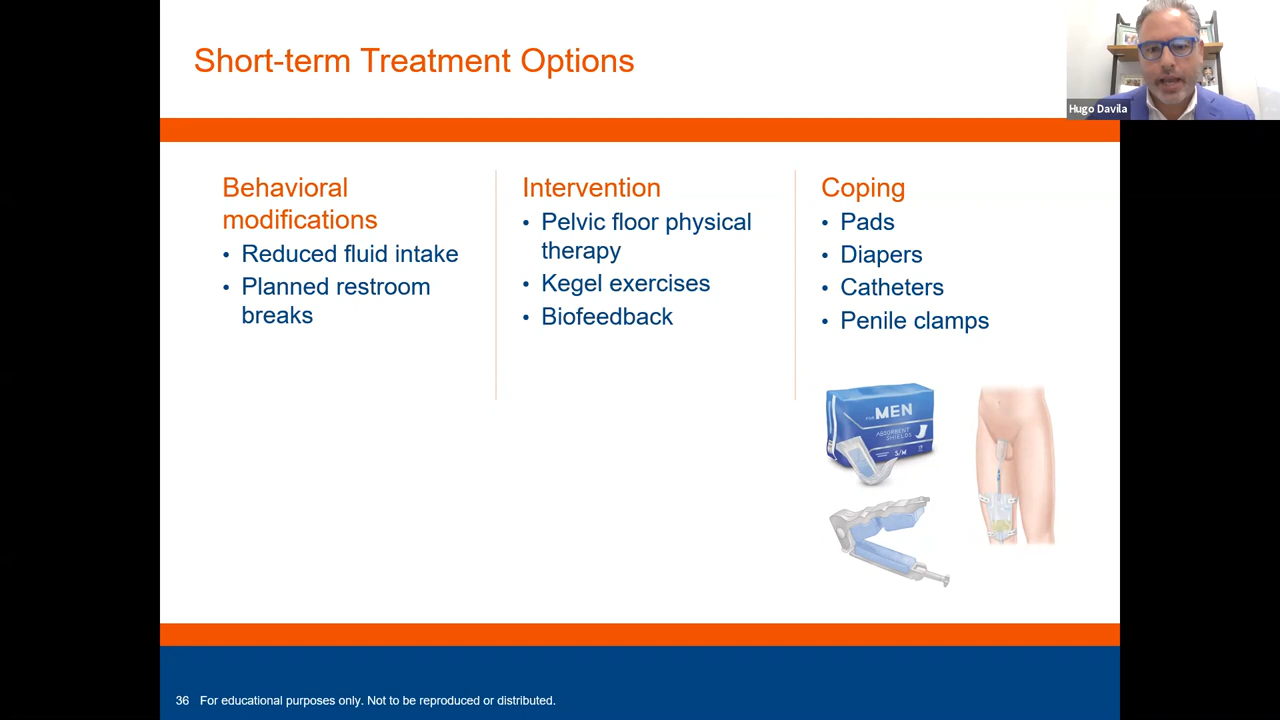 Short-term Treatment Options
Hugo Davila
Behavioral
modifications
• Reduced fluid intake
• Planned restroom
breaks
Intervention
• Pelvic floor physical
therapy
• Kegel exercises
• Biofeedback
Coping
• Pads
• Diapers
• Catheters
• Penile clamps
FOR MEN
ABSORBENT
SHIELDS
S/M
36 For educational purposes only. Not to be reproduced or distributed.